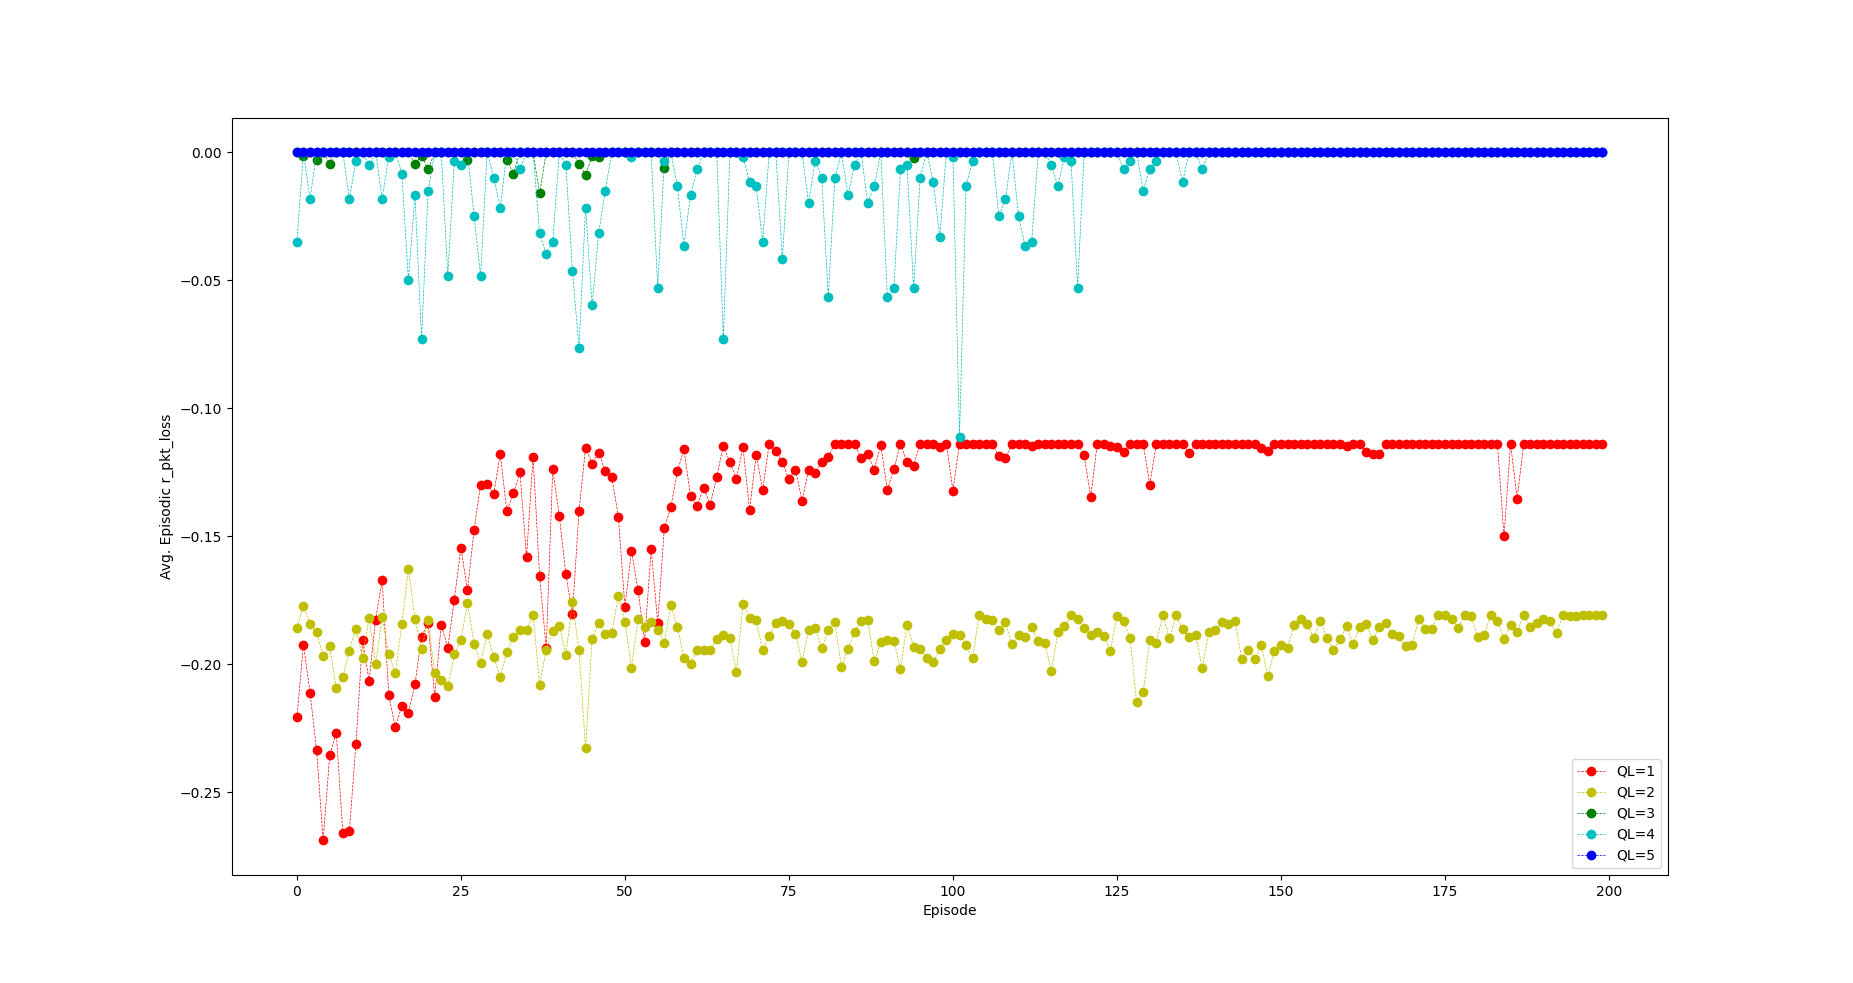 0.00
−0.05
−0.10
−0.15
−0.20
−0.25
Avg. Episodic r_pkt_loss
0 25 50 75 100 125 150 175 200
Episode
QL=1
QL=2
QL=3
QL=4
QL=5